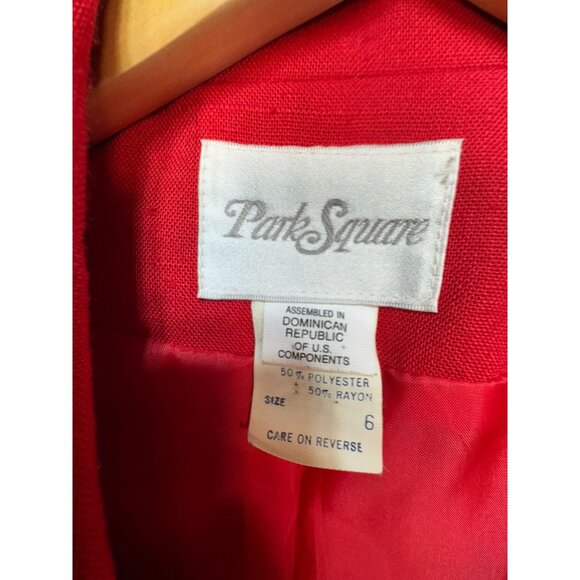 Park Square
ASSEMBLED IN
DOMINICAN
REPUBLIC
OF U.S.
COMPONENTS
50% POLYESTER
50% RAYON
SIZE 6
CARE ON REVERSE